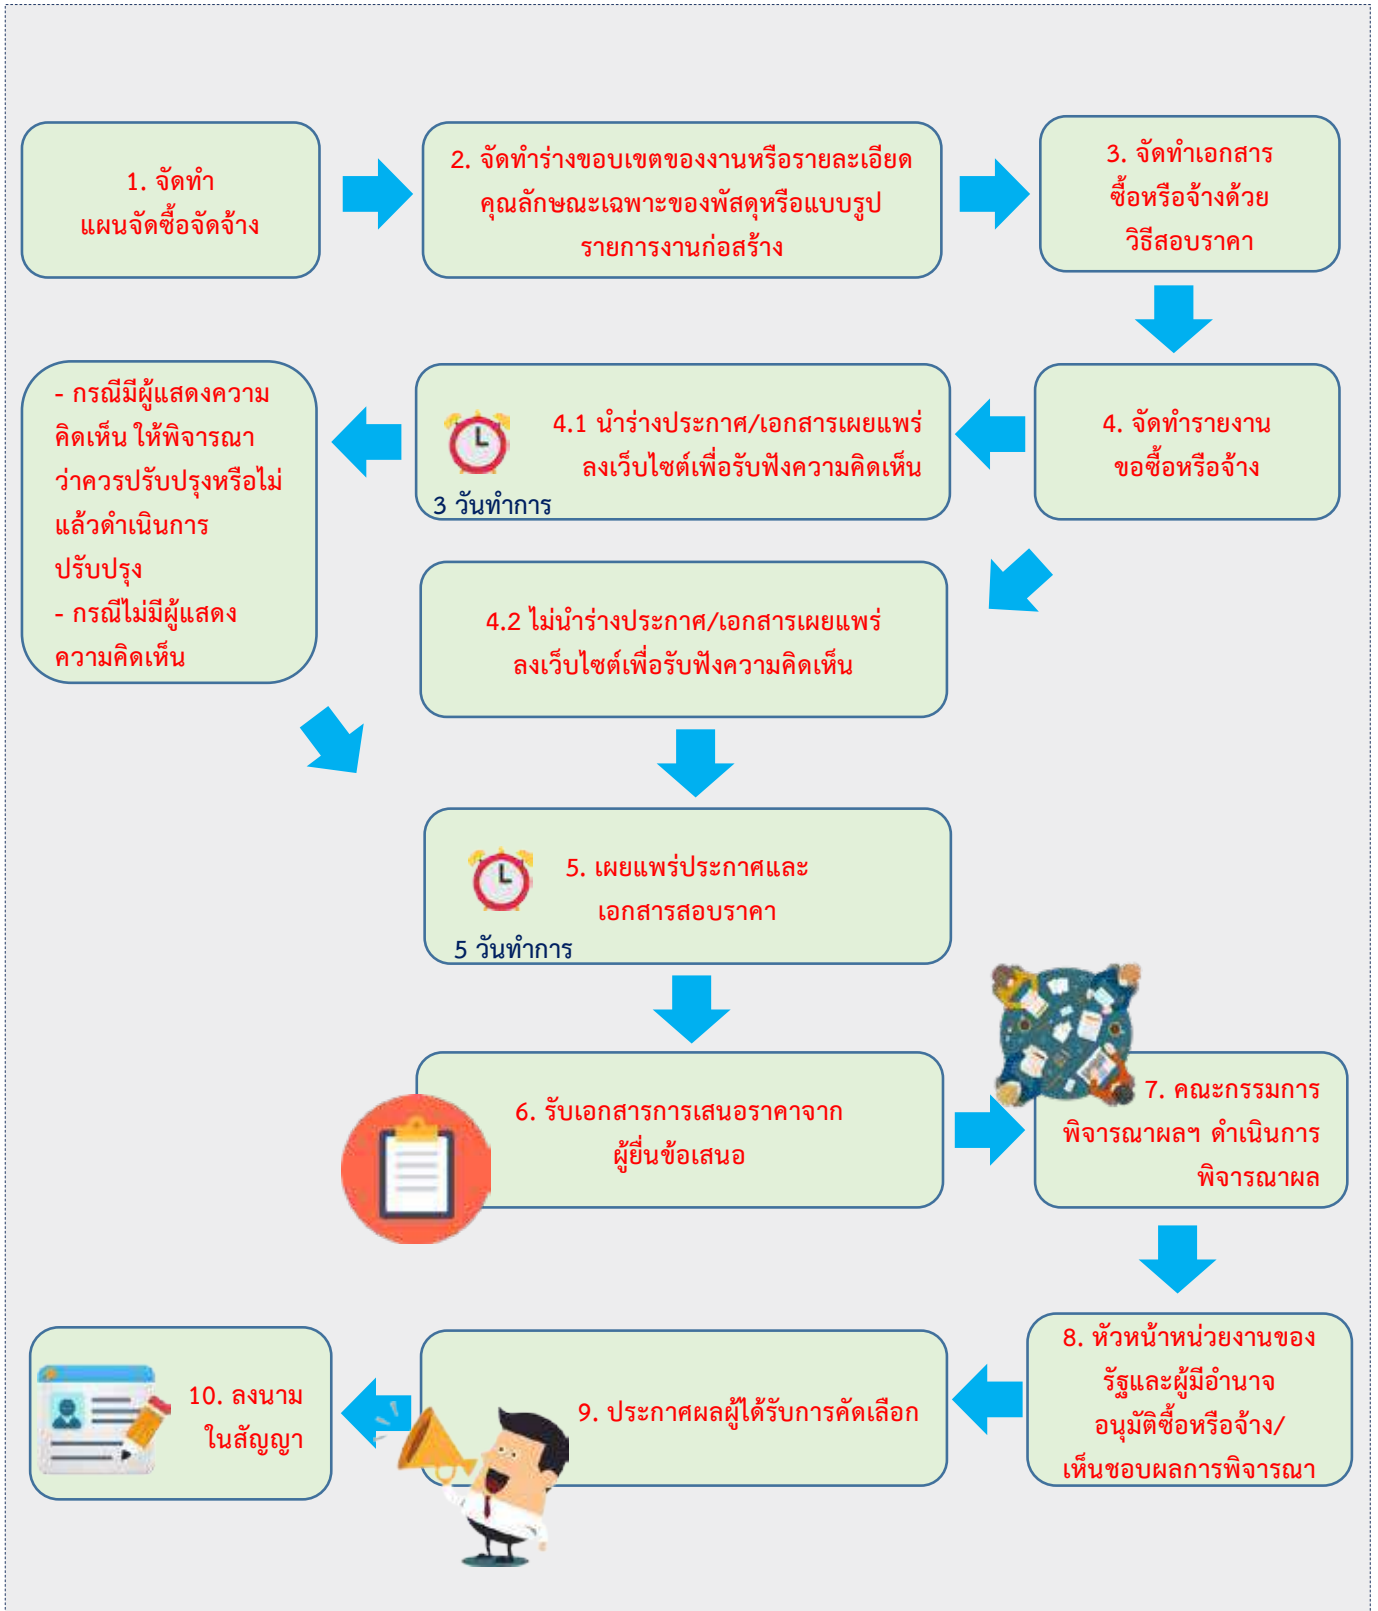 1. จัดทำ
แผนจัดซื้อจัดจ้าง
2. จัดทำร่างขอบเขตของงานหรือรายละเอียด
คุณลักษณะเฉพาะของพัสดุหรือแบบรูป
รายการงานก่อสร้าง
3. จัดทำเอกสาร
ซื้อหรือจ้างด้วย
วิธีสอบราคา
4. จัดทำรายงาน
ขอซื้อหรือจ้าง
4.1 นำร่างประกาศ/เอกสารเผยแพร่
ลงเว็บไซต์เพื่อรับฟังความคิดเห็น
3 วันทำการ
- กรณีมีผู้แสดงความ
คิดเห็น ให้พิจารณา
ว่าควรปรับปรุงหรือไม่
แล้วดำเนินการ
ปรับปรุง
- กรณีไม่มีผู้แสดง
ความคิดเห็น
4.2 ไม่นำร่างประกาศ/เอกสารเผยแพร่
ลงเว็บไซต์เพื่อรับฟังความคิดเห็น
5. เผยแพร่ประกาศและ
เอกสารสอบราคา
5 วันทำการ
6. รับเอกสารการเสนอราคาจาก
ผู้ยื่นข้อเสนอ
7. คณะกรรมการ
พิจารณาผลฯ ดำเนินการ
พิจารณาผล
8. หัวหน้าหน่วยงานของ
รัฐและผู้มีอำนาจ
อนุมัติซื้อหรือจ้าง/
เห็นชอบผลการพิจารณา
9. ประกาศผลผู้ได้รับการคัดเลือก
10. ลงนาม
ในสัญญา